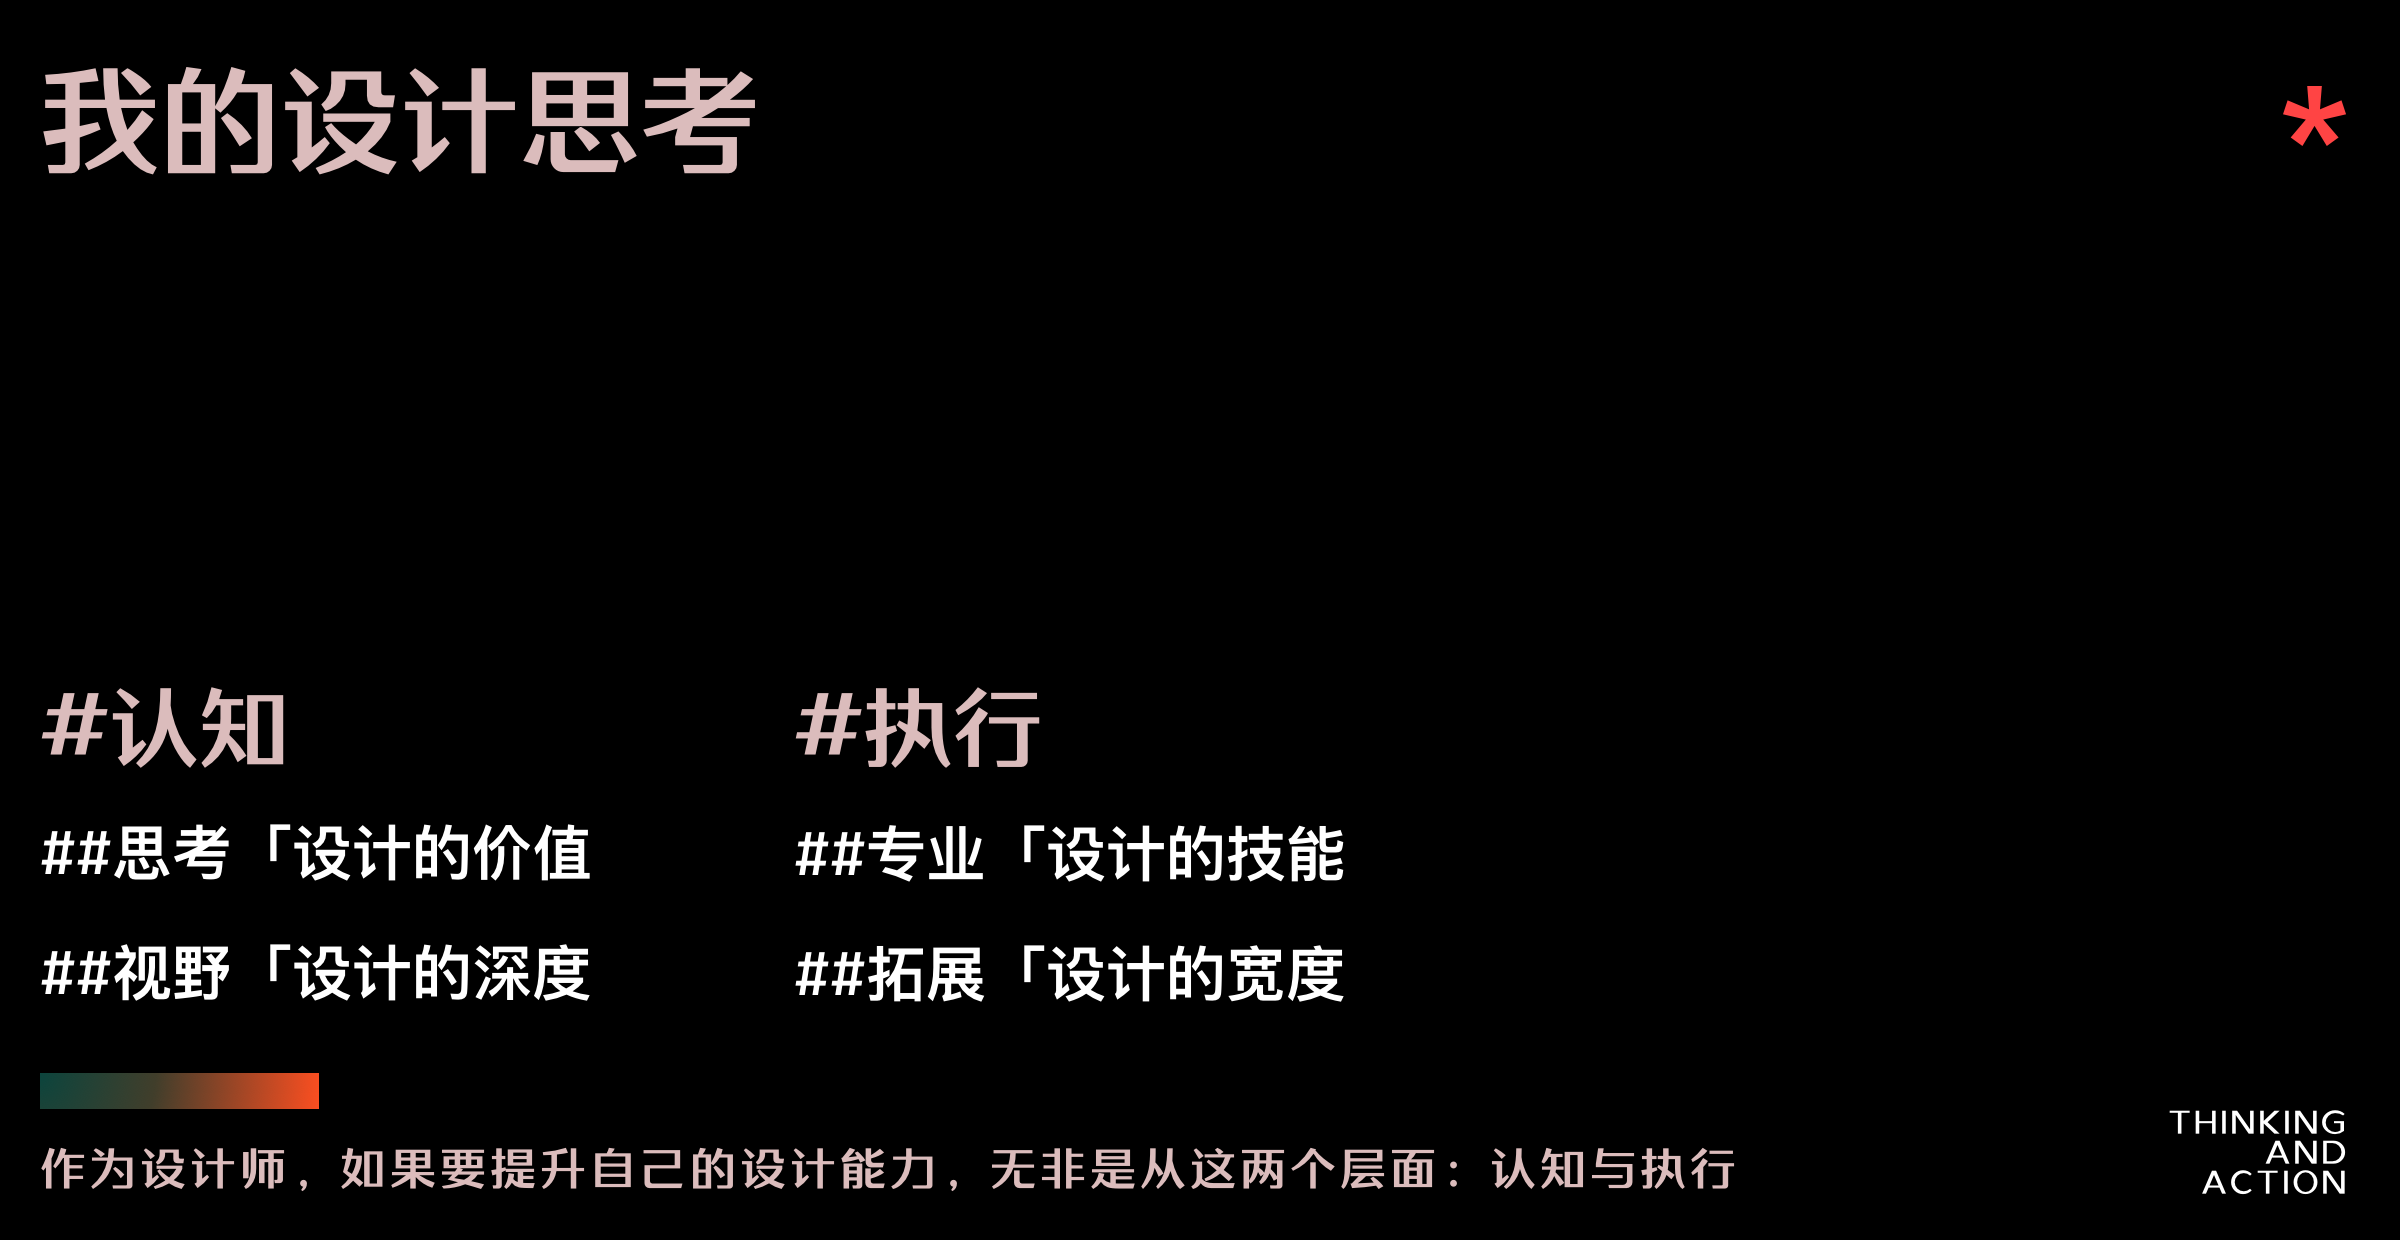 我的设计思考
*
#认知
##思考「设计的价值
##视野「设计的深度
#执行
##专业「设计的技能
##拓展「设计的宽度
作为设计师，如果要提升自己的设计能力，无非是从这两个层面：认知与执行
THINKING
AND
ACTION